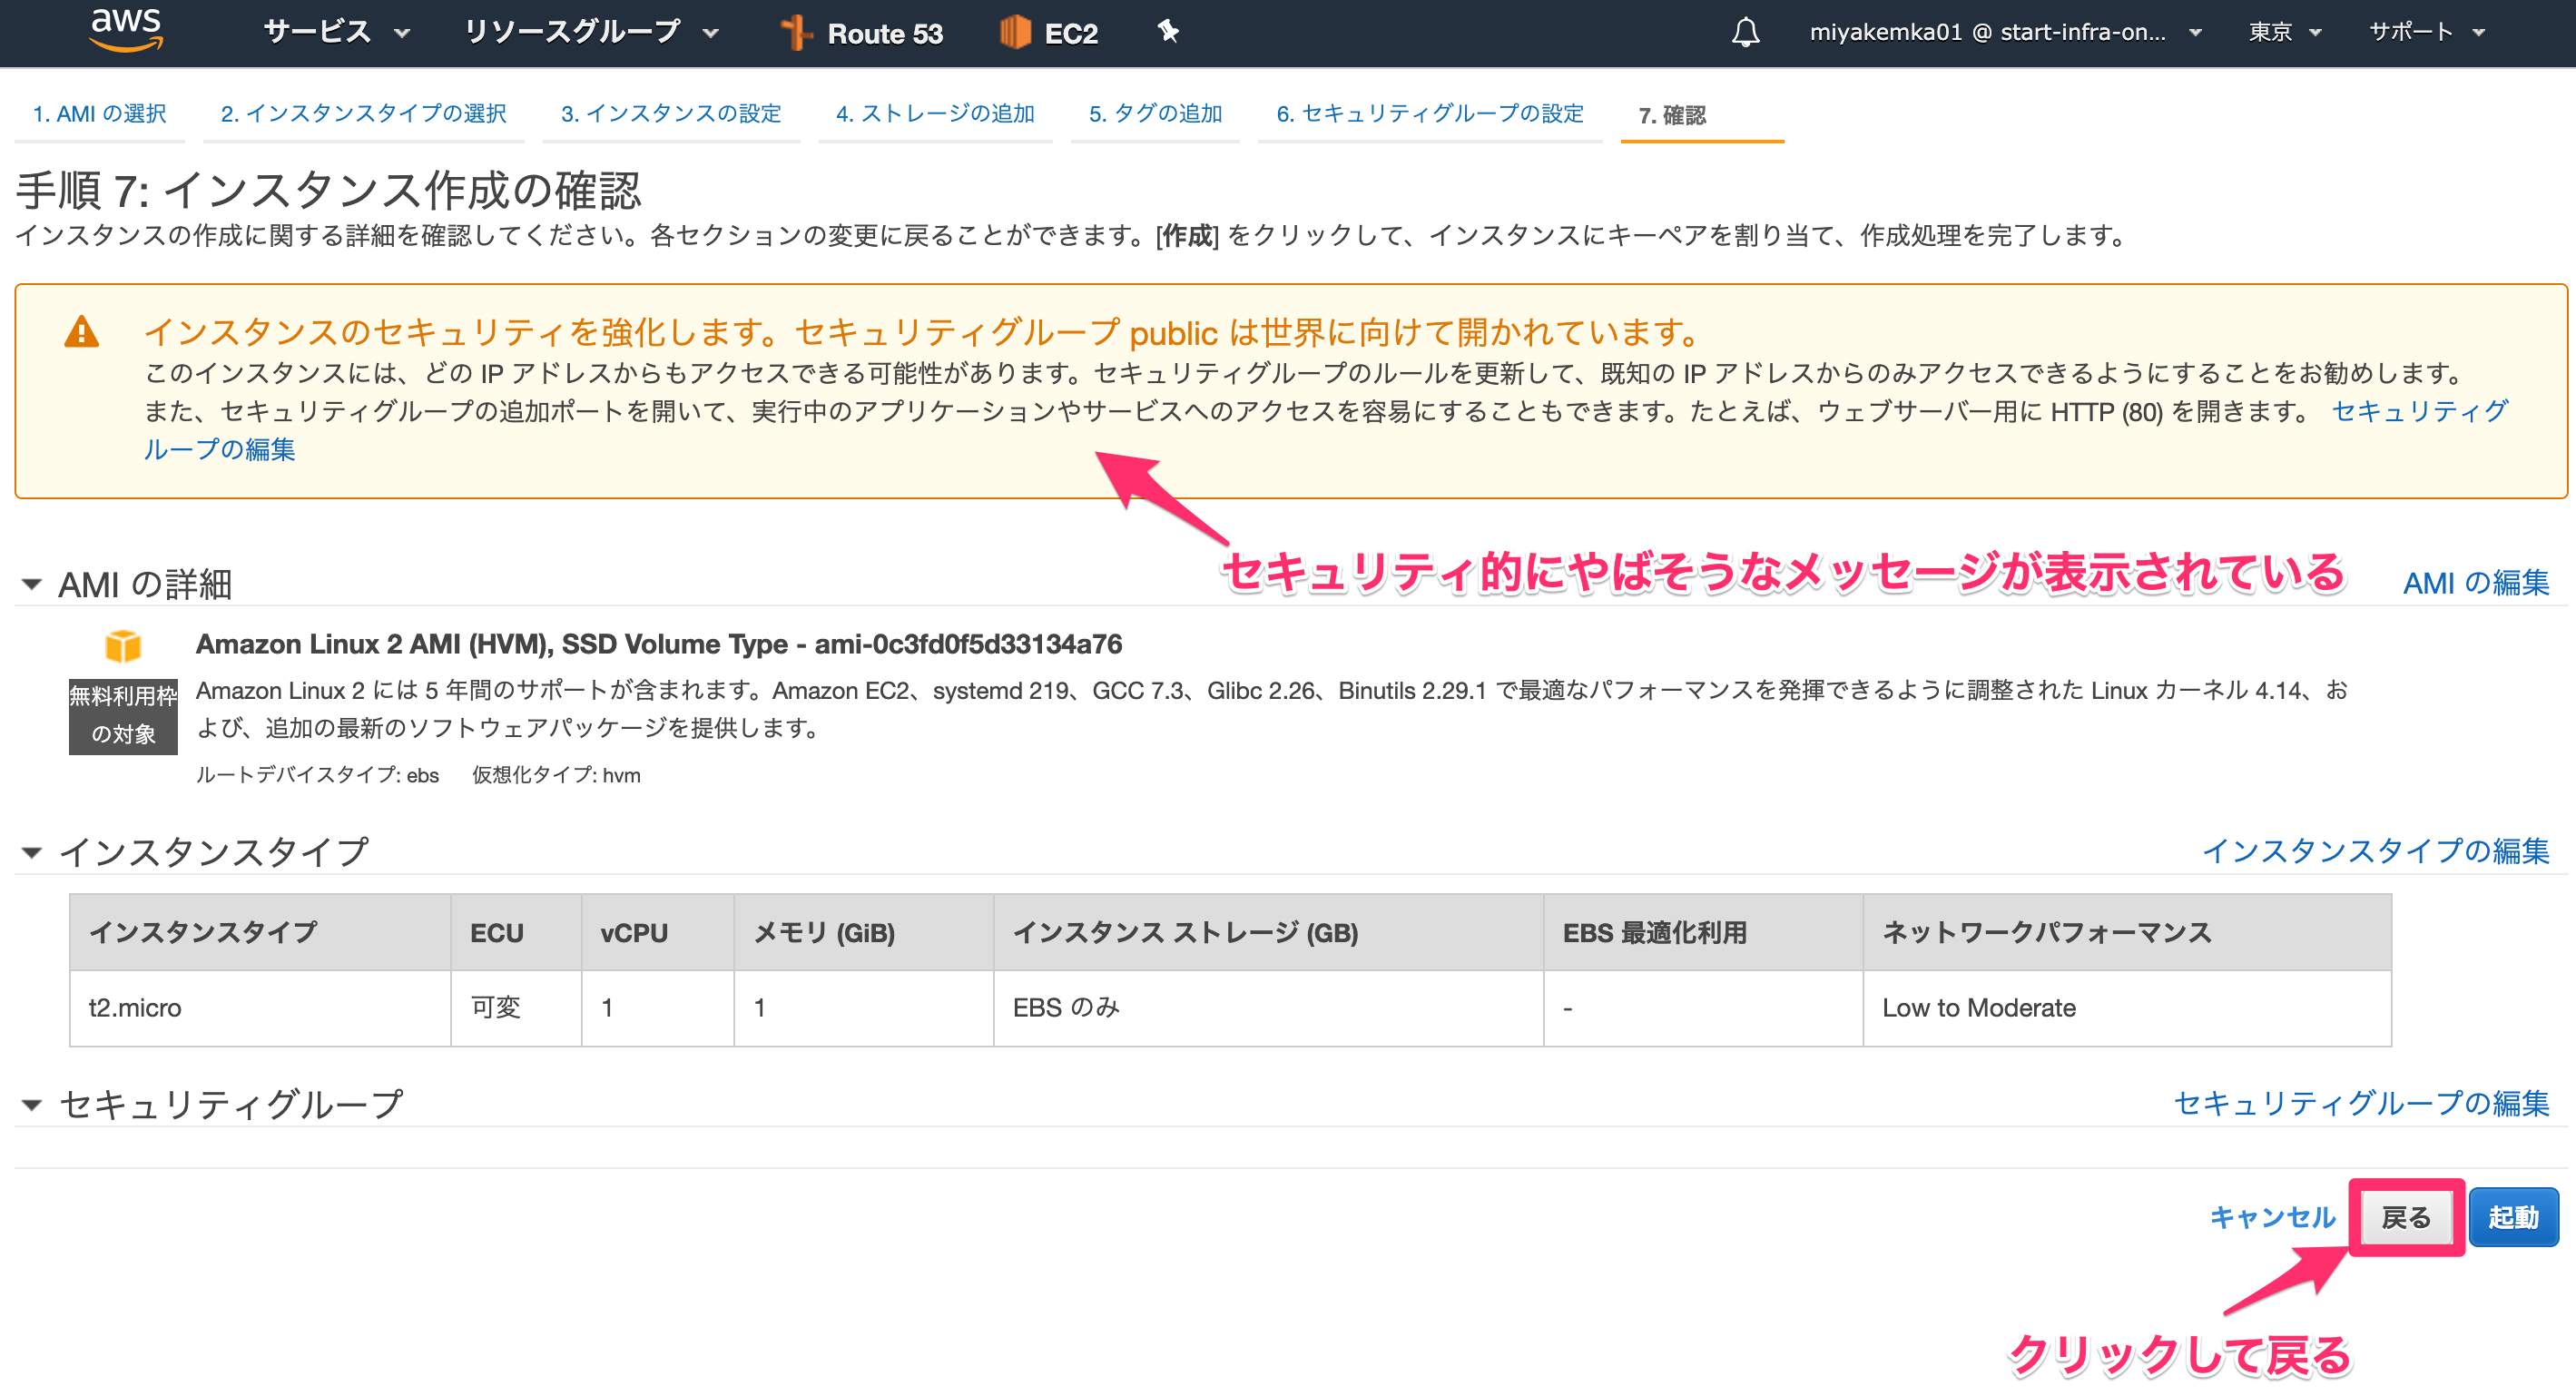 aws サービス リソースグループ Route 53 EC2 miyakemka01 @ start-infra-on... 東京 サポート
1. AMI の選択 2. インスタンスタイプの選択 3. インスタンスの設定 4. ストレージの追加 5. タグの追加 6. セキュリティグループの設定 7. 確認
手順 7: インスタンス作成の確認
インスタンスの作成に関する詳細を確認してください。各セクションの変更に戻ることができます。[作成] をクリックして、インスタンスにキーペアを割り当て、作成処理を完了します。
インスタンスのセキュリティを強化します。セキュリティグループ public は世界に向けて開かれています。
このインスタンスには、どの IP アドレスからもアクセスできる可能性があります。セキュリティグループのルールを更新して、既知の IP アドレスからのみアクセスできるようにすることをお勧めします。
また、セキュリティグループの追加ポートを開いて、実行中のアプリケーションやサービスへのアクセスを容易にすることもできます。たとえば、ウェブサーバー用に HTTP (80) を開きます。 セキュリティグ
ループの編集
セキュリティ的にやばそうなメッセージが表示されている
AMI の詳細 AMI の編集
Amazon Linux 2 AMI (HVM), SSD Volume Type - ami-0c3fd0f5d33134a76
無料利用枠
の対象
Amazon Linux 2 には 5 年間のサポートが含まれます。Amazon EC2、systemd 219、GCC 7.3、Glibc 2.26、Binutils 2.29.1 で最適なパフォーマンスを発揮できるように調整された Linux カーネル 4.14、お
よび、追加の最新のソフトウェアパッケージを提供します。
ルートデバイスタイプ: ebs 仮想化タイプ: hvm
インスタンスタイプ インスタンスタイプの編集
インスタンスタイプ ECU vCPU メモリ (GiB) インスタンス ストレージ (GB) EBS 最適化利用 ネットワークパフォーマンス
t2.micro 可変 1 1 EBS のみ - Low to Moderate
セキュリティグループ セキュリティグループの編集
キャンセル 戻る 起動
クリックして戻る